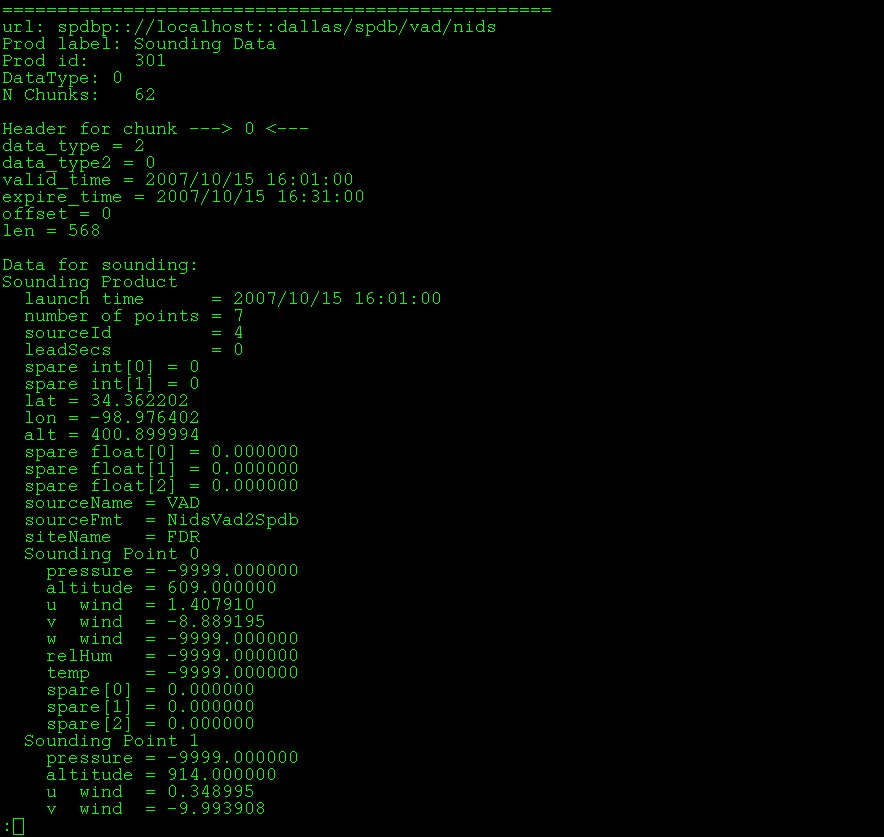 ==================================================
url: spdbp:://localhost::dallas/spdb/vad/nids
Prod label: Sounding Data
Prod id:    301
DataType: 0
N Chunks:   62

Header for chunk ---> 0 <---
data_type = 2
data_type2 = 0
valid_time = 2007/10/15 16:01:00
expire_time = 2007/10/15 16:31:00
offset = 0
len = 568

Data for sounding:
Sounding Product
  launch time      = 2007/10/15 16:01:00
  number of points = 7
  sourceId         = 4
  leadSecs         = 0
  spare int[0] = 0
  spare int[1] = 0
  lat = 34.362202
  lon = -98.976402
  alt = 400.899994
  spare float[0] = 0.000000
  spare float[1] = 0.000000
  spare float[2] = 0.000000
  sourceName = VAD
  sourceFmt  = NidsVad2Spdb
  siteName   = FDR
  Sounding Point 0
    pressure = -9999.000000
    altitude = 609.000000
    u  wind  = 1.407910
    v  wind  = -8.889195
    w  wind  = -9999.000000
    relHum   = -9999.000000
    temp     = -9999.000000
    spare[0] = 0.000000
    spare[1] = 0.000000
    spare[2] = 0.000000
  Sounding Point 1
    pressure = -9999.000000
    altitude = 914.000000
    u  wind  = 0.348995
    v  wind  = -9.993908
: